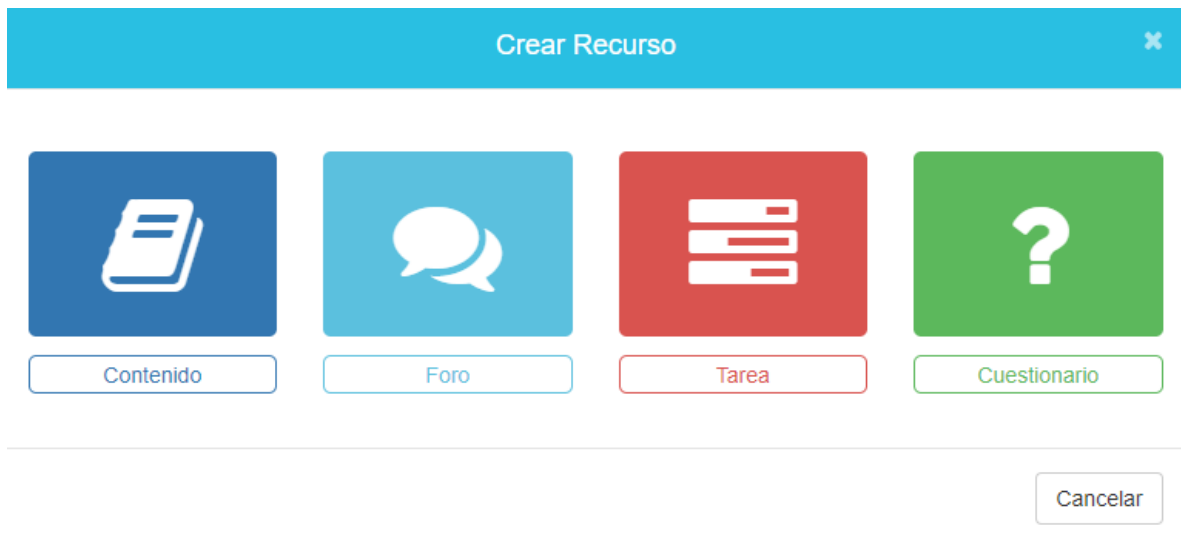 Crear Recurso
Contenido
Foro
Tarea
Cuestionario
Cancelar